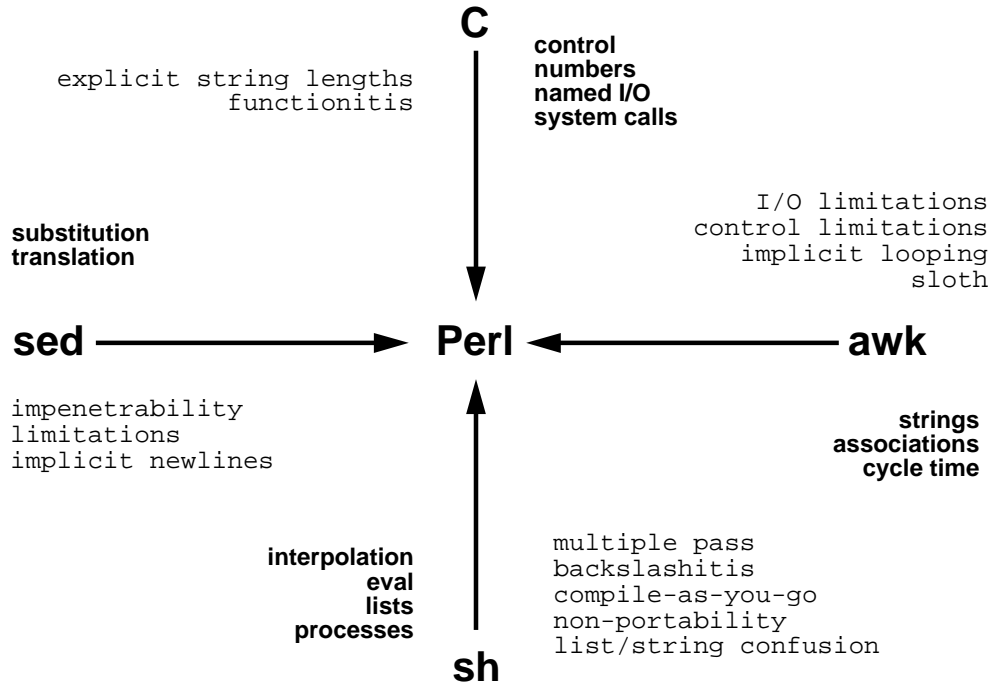 C
control
numbers
named I/O
system calls
explicit string lengths
functionitis
I/O limitations
control limitations
implicit looping
sloth
substitution
translation
sed
Perl
awk
impenetrability
limitations
implicit newlines
strings
associations
cycle time
interpolation
eval
lists
processes
multiple pass
backslashitis
compile-as-you-go
non-portability
list/string confusion
sh